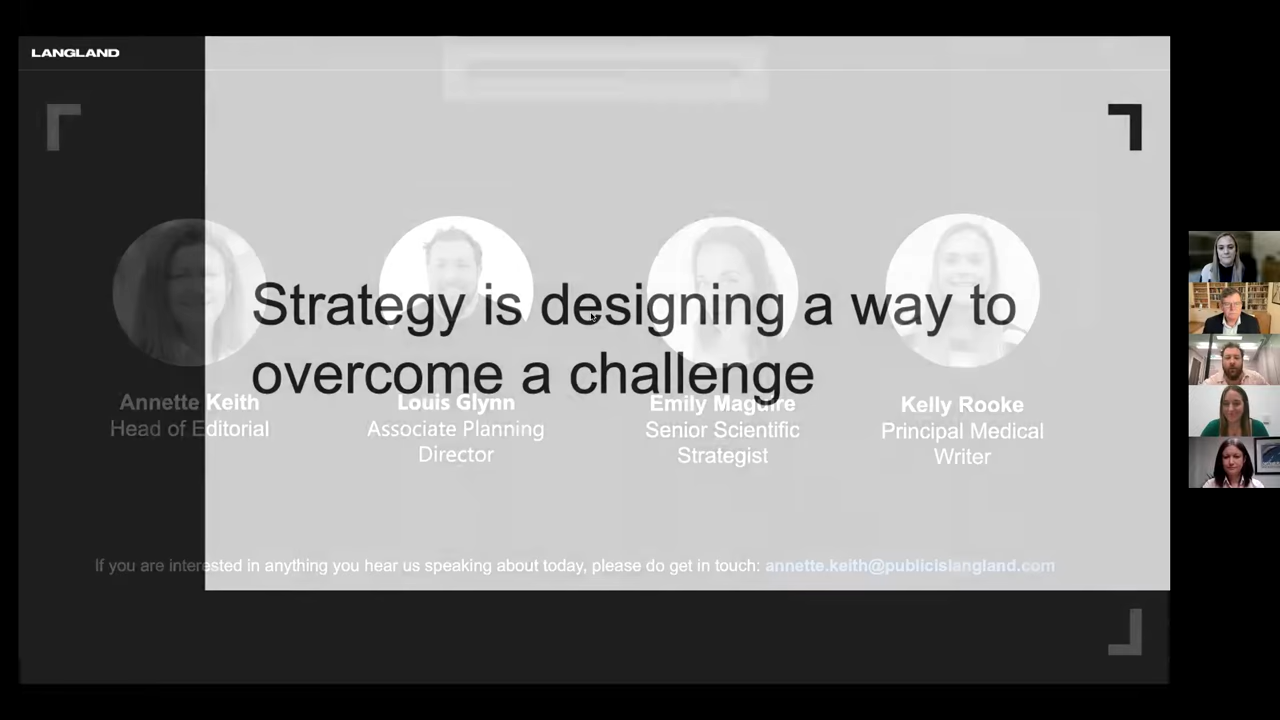 LANGLAND
Strategy is designing a way to
overcome a challenge
Annette Keith
Head of Editorial
Louis Glynn
Associate Planning
Director
Emily Maguire
Senior Scientific
Strategist
Kelly Rooke
Principal Medical
Writer
If you are interested in anything you hear us speaking about today, please do get in touch: annette.keith@publicislangland.com